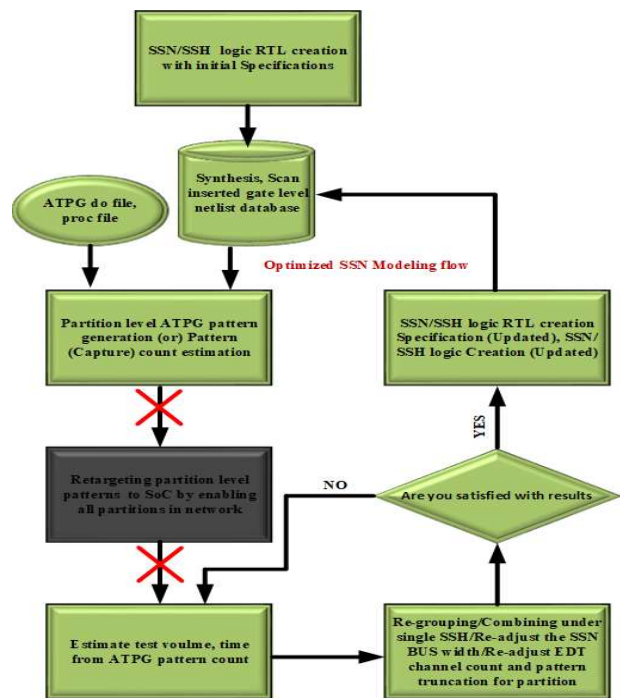 SSN/SSH logic RTL creation
with initial Specifications
Synthesis, Scan
inserted gate level
netlist database
ATPG do file,
proc file
Optimized SSN Modeling flow
Partition level ATPG pattern
generation (or) Pattern
(Capture) count estimation
SSN/SSH logic RTL creation
Specification (Updated), SSN/
SSH logic Creation (Updated)
YES
Retargeting partition level
patterns to SoC by enabling
all partitions in network
NO
Are you satisfied with results
Estimate test voulme, time
from ATPG pattern count
Re-grouping/Combining under
single SSH/Re-adjust the SSN
BUS width/Re-adjust EDT
channel count and pattern
truncation for partition